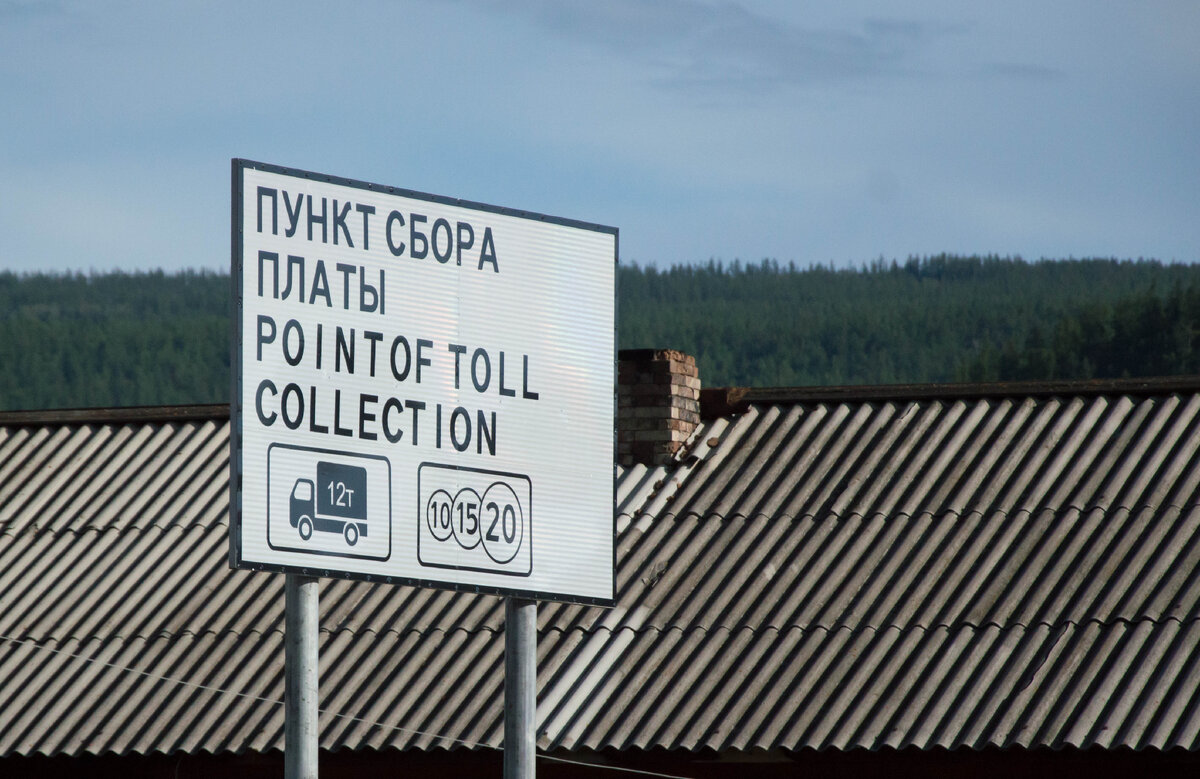 ПУНКТ СБОРА
ПЛАТЫ
POINTOF TOLL
COLLECTION
12т
10 15 20